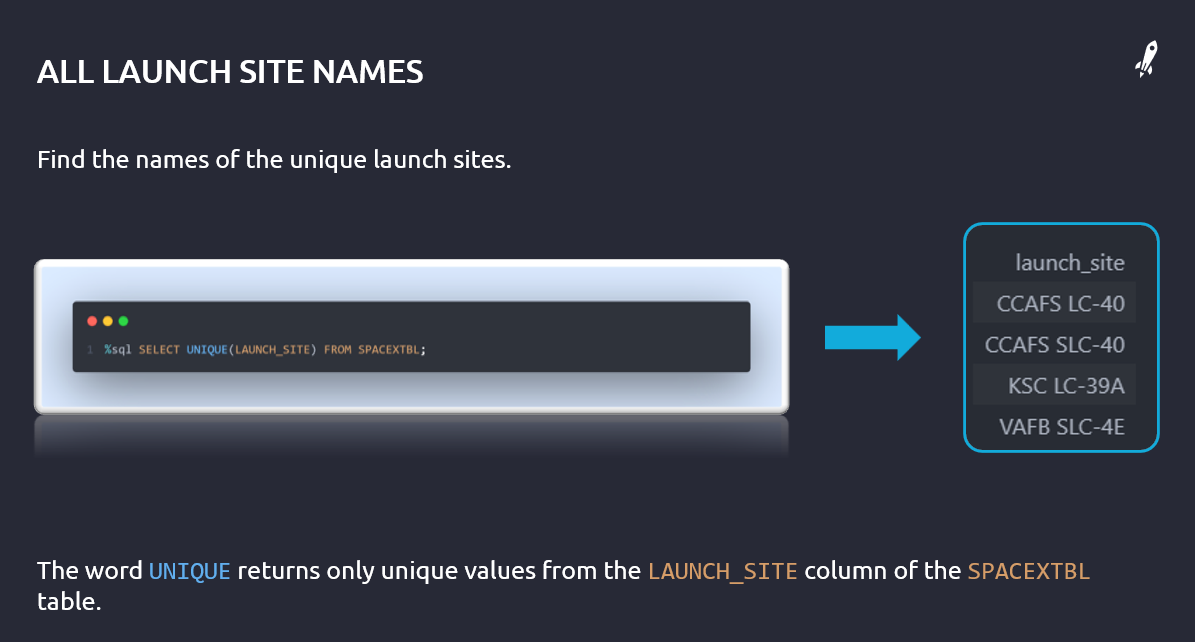 ALL LAUNCH SITE NAMES
Find the names of the unique launch sites.
1 %sql SELECT UNIQUE(LAUNCH_SITE) FROM SPACEXTBL;
launch_site
CCAFS LC-40
CCAFS SLC-40
KSC LC-39A
VAFB SLC-4E
The word UNIQUE returns only unique values from the LAUNCH_SITE column of the SPACEXTBL
table.